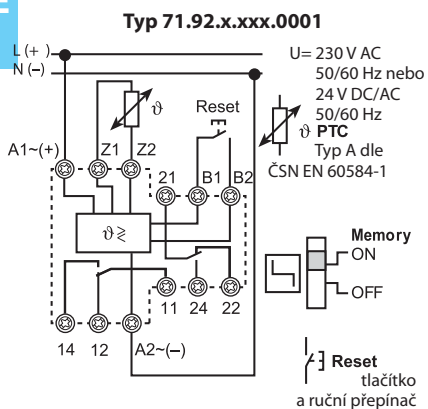 E
Typ 71.92.x.xxx.0001
L (+ )
N (–)
U= 230 V AC
50/60 Hz nebo
24 V DC/AC
50/60 Hz
ϑ PTC
Typ A dle
ČSN EN 60584-1
ϑ
Reset
A1~(+)
Z1
Z2
21
B1
B2
ϑ ≷
Memory
ON
OFF
11
24
22
14
12
A2~(–)
Reset
tlačítko
a ruční přepínač